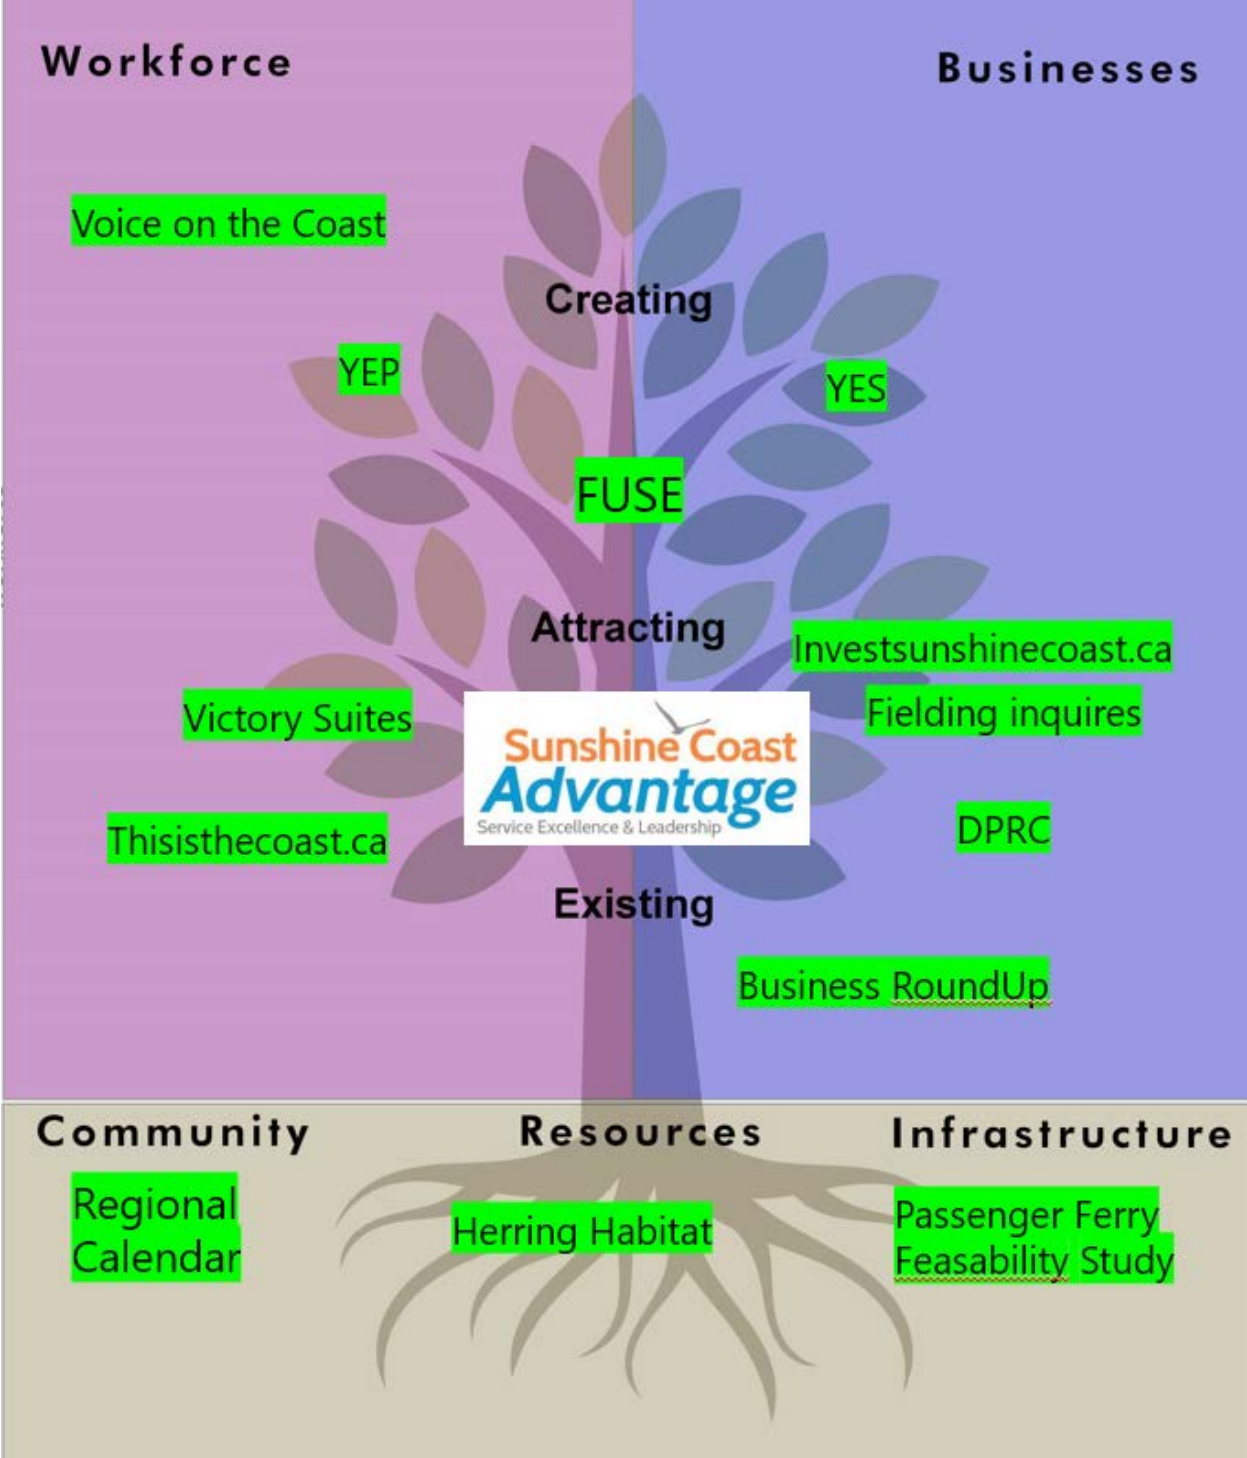 Workforce
Businesses
Voice on the Coast
Creating
YEP
YES
FUSE
Attracting
Investsunshinecoast.ca
Victory Suites
Fielding inquires
Sunshine Coast
Advantage
Service Excellence & Leadership
Thisisthecoast.ca
DPRC
Existing
Business RoundUp
Community
Resources
Infrastructure
Regional
Calendar
Herring Habitat
Passenger Ferry
Feasability Study